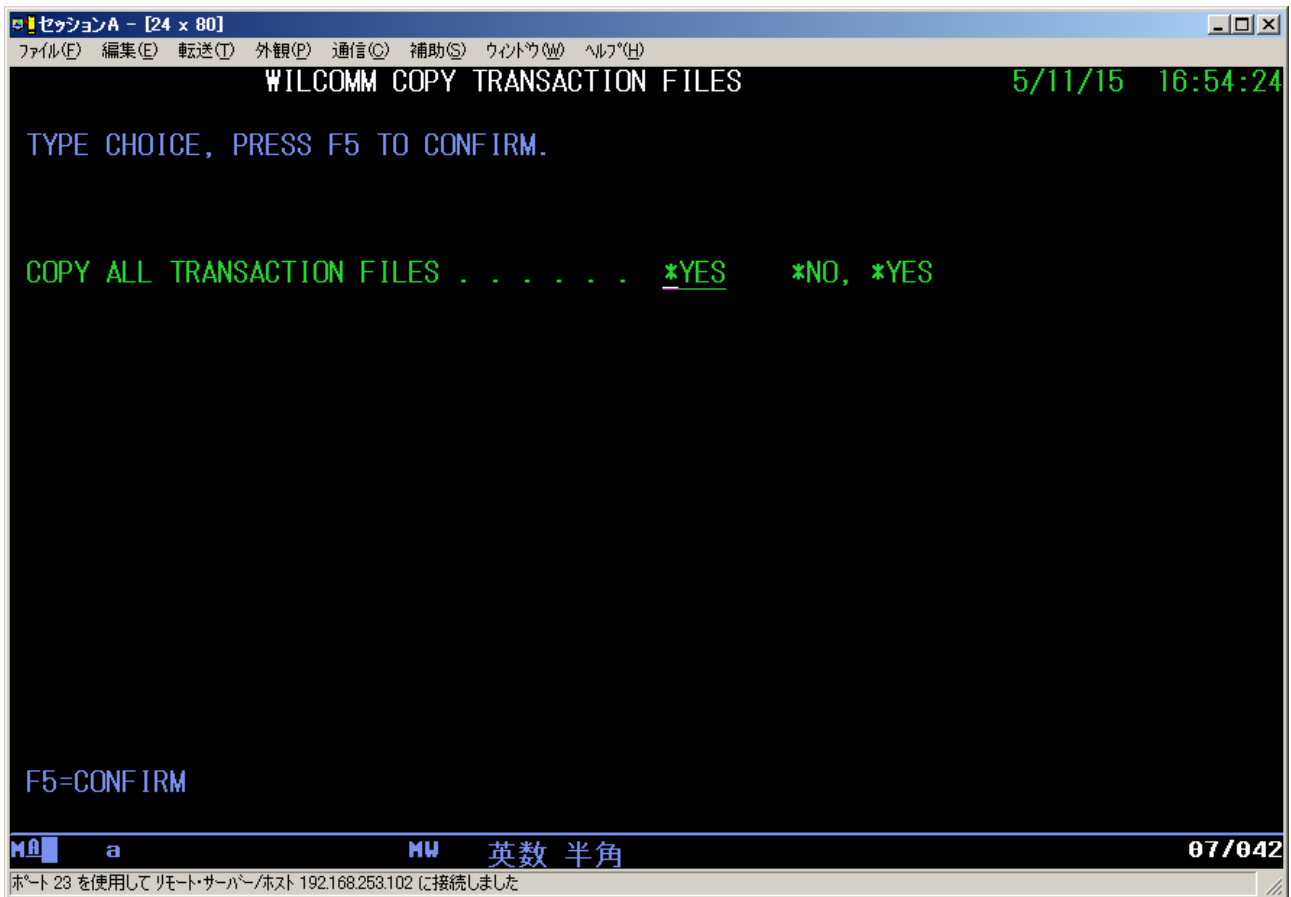 セッションA - [24 x 80]
ファイル(F) 編集(E) 転送(T) 外観(P) 通信(C) 補助(S) ウィンドウ(W) ヘルプ(H)
WILCOMM COPY TRANSACTION FILES 5/11/15 16:54:24
TYPE CHOICE, PRESS F5 TO CONFIRM.
COPY ALL TRANSACTION FILES . . . . . . *YES *NO, *YES
F5=CONFIRM
MA a MW 英数 半角 07/042
ポート 23 を使用して リモート・サーバー/ホスト 192.168.253.102 に接続しました